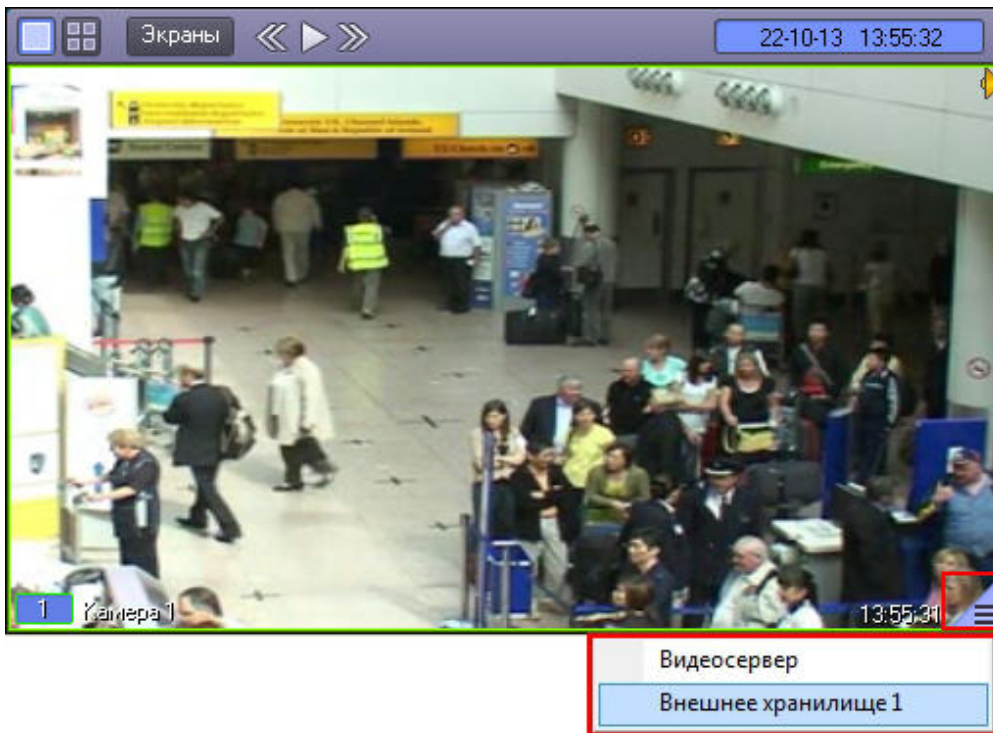 Экраны
22-10-13 13:55:32
1 Камера 1
13:55:31
Видеосервер
Внешнее хранилище 1